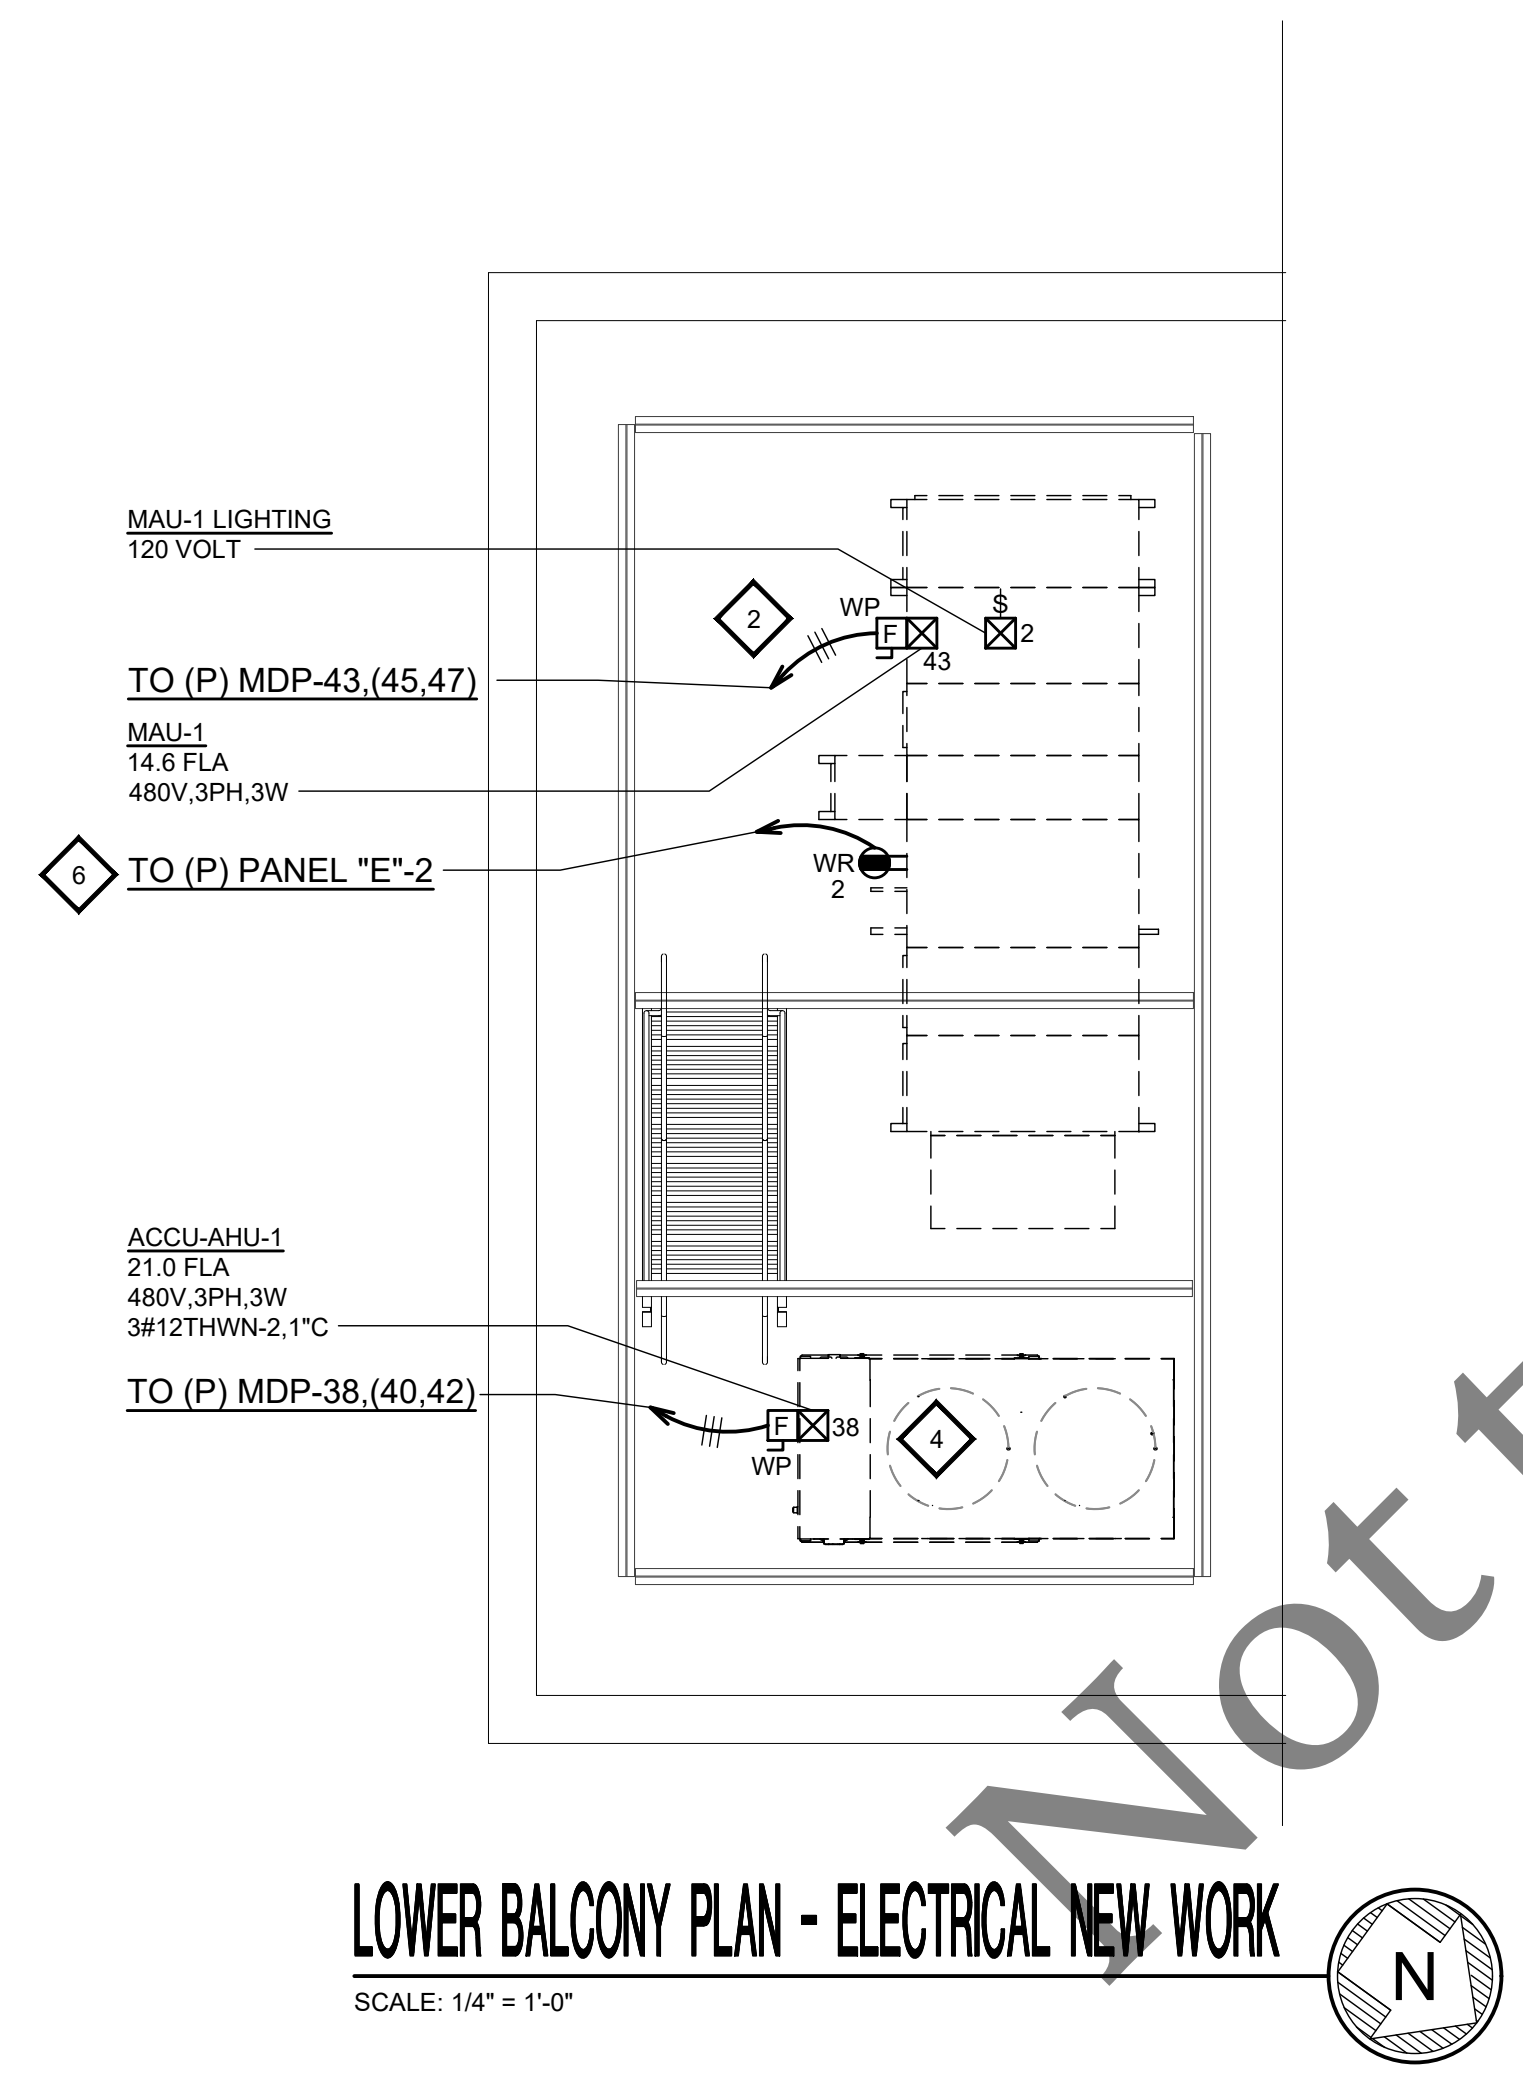 MAU-1 LIGHTING
120 VOLT
2
WP
F
S
2
43
TO (P) MDP-43,(45,47)
MAU-1
14.6 FLA
480V,3PH,3W
6
TO (P) PANEL "E"-2
WR
2
ACCU-AHU-1
21.0 FLA
480V,3PH,3W
3#12THWN-2,1"C
TO (P) MDP-38,(40,42)
F
38
4
WP
Not
LOWER BALCONY PLAN - ELECTRICAL NEW WORK
SCALE: 1/4" = 1'-0"
N